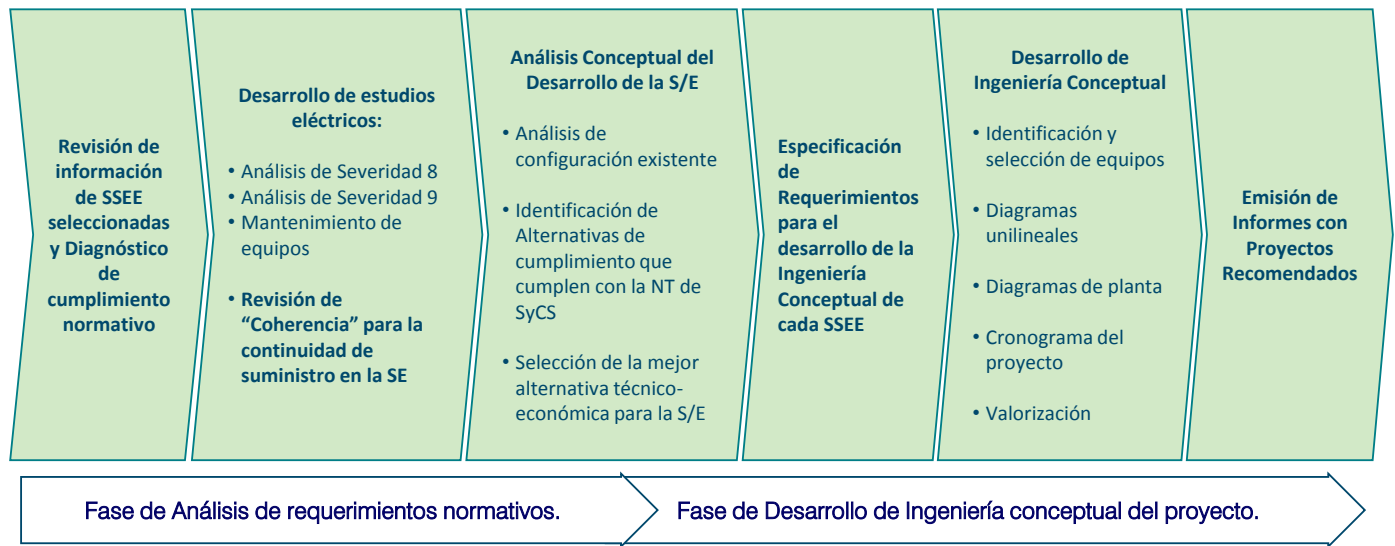 Revisión de
información
de SSEE
seleccionadas
y Diagnóstico
de
cumplimiento
normativo
Desarrollo de estudios
eléctricos:
• Análisis de Severidad 8
• Análisis de Severidad 9
• Mantenimiento de
equipos
• Revisión de
“Coherencia” para la
continuidad de
suministro en la SE
Análisis Conceptual del
Desarrollo de la S/E
• Análisis de
configuración existente
• Identificación de
Alternativas de
cumplimiento que
cumplen con la NT de
SyCS
• Selección de la mejor
alternativa técnico-
económica para la S/E
Especificación
de
Requerimientos
para el
desarrollo de la
Ingeniería
Conceptual de
cada SSEE
Desarrollo de
Ingeniería Conceptual
• Identificación y
selección de equipos
• Diagramas
unilineales
• Diagramas de planta
• Cronograma del
proyecto
• Valorización
Emisión de
Informes con
Proyectos
Recomendados
Fase de Análisis de requerimientos normativos.
Fase de Desarrollo de Ingeniería conceptual del proyecto.